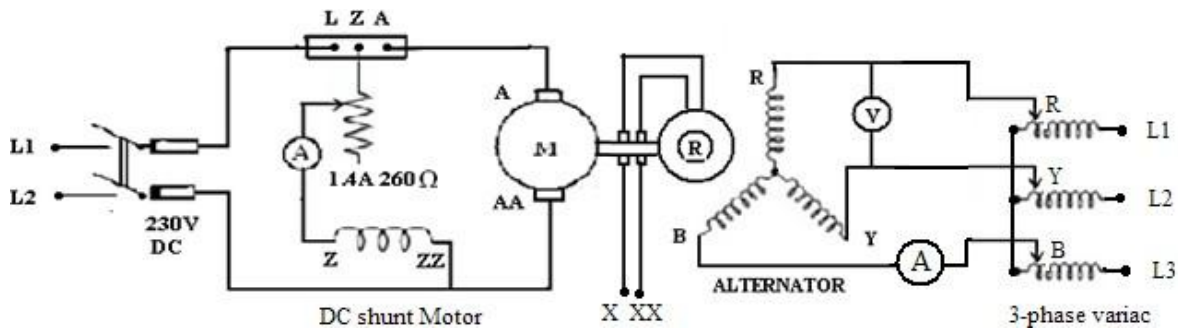 L Z A
L1
L2
230V
DC
A
1.4A 260 Ω
Z ZZ
DC shunt Motor
A
M
AA
R
X XX
R
B
Y
V
A
ALTERNATOR
R
L1
Y
L2
B
L3
3-phase variac